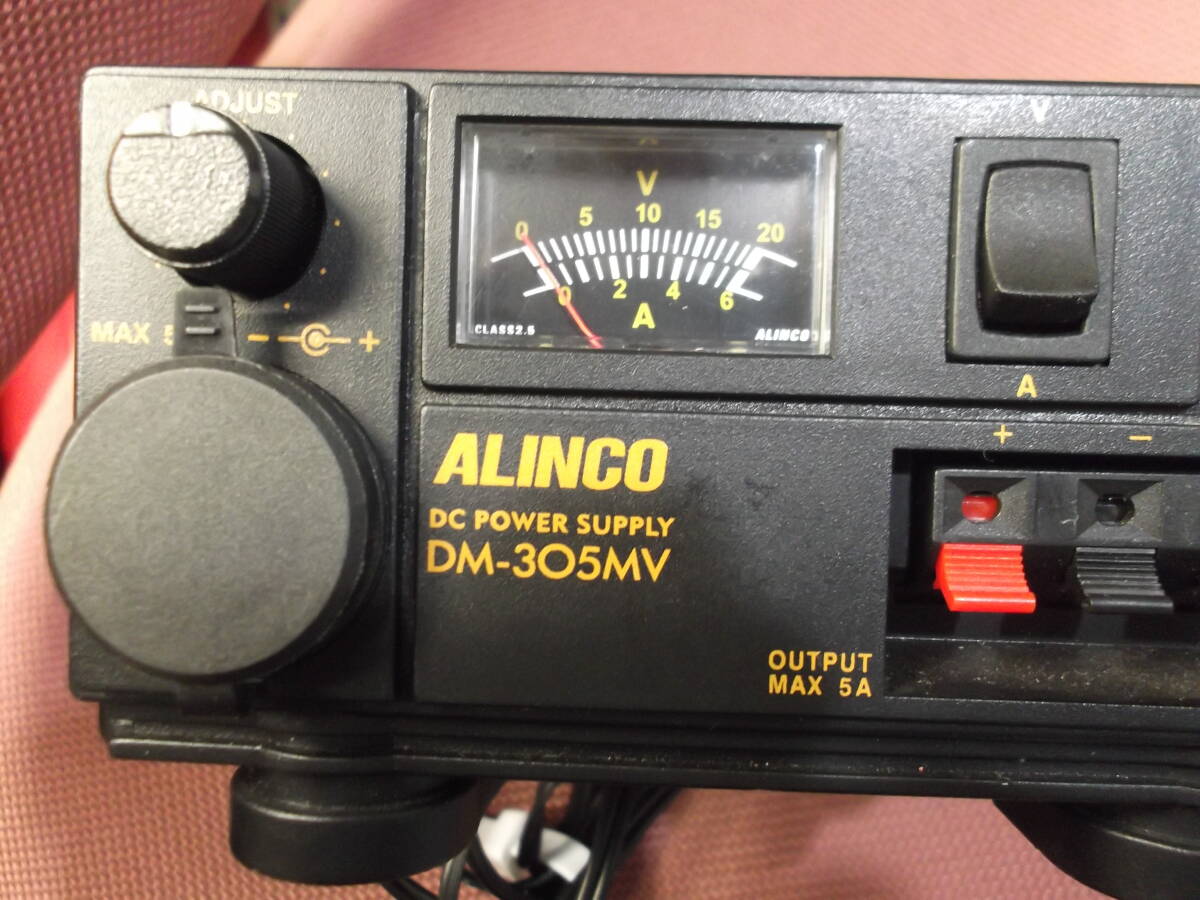 ADJUST
MAX 5
− +
V
0 5 10 15 20
0 2 4 6
A
CLASS2.5
ALINCO
V
A
+ −
ALINCO
DC POWER SUPPLY
DM-305MV
OUTPUT
MAX 5A